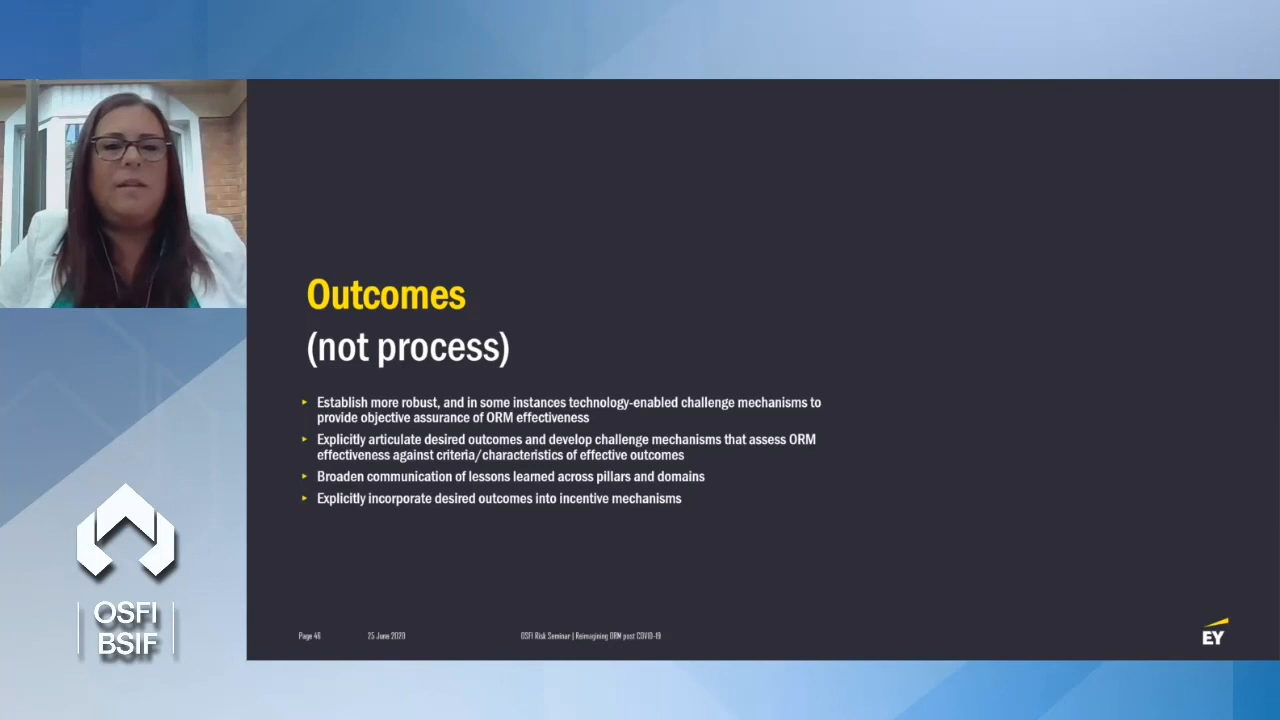 Outcomes
(not process)
‣ Establish more robust, and in some instances technology-enabled challenge mechanisms to
provide objective assurance of ORM effectiveness
‣ Explicitly articulate desired outcomes and develop challenge mechanisms that assess ORM
effectiveness against criteria/characteristics of effective outcomes
‣ Broaden communication of lessons learned across pillars and domains
‣ Explicitly incorporate desired outcomes into incentive mechanisms
OSFI
BSIF
Page 46
25 June 2020
OSFI Risk Seminar | Reimagining ORM post COVID-19
EY